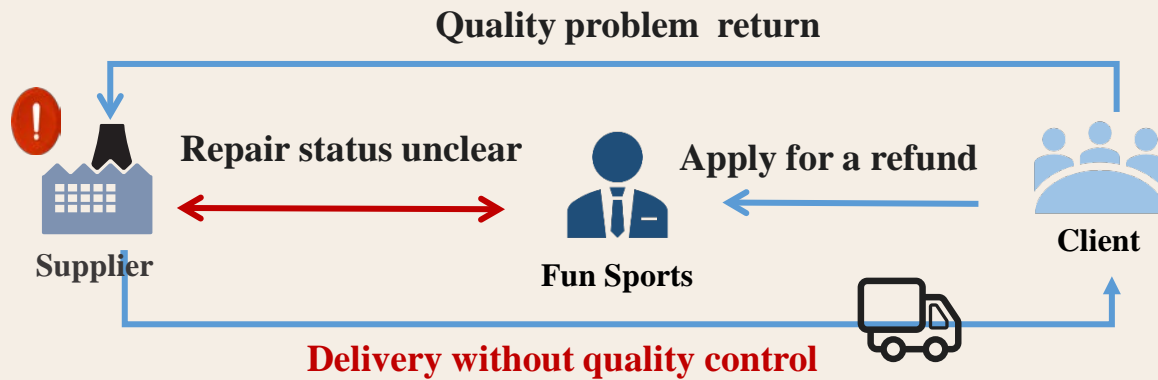 Quality problem return
Repair status unclear
Apply for a refund
Supplier
Fun Sports
Client
Delivery without quality control